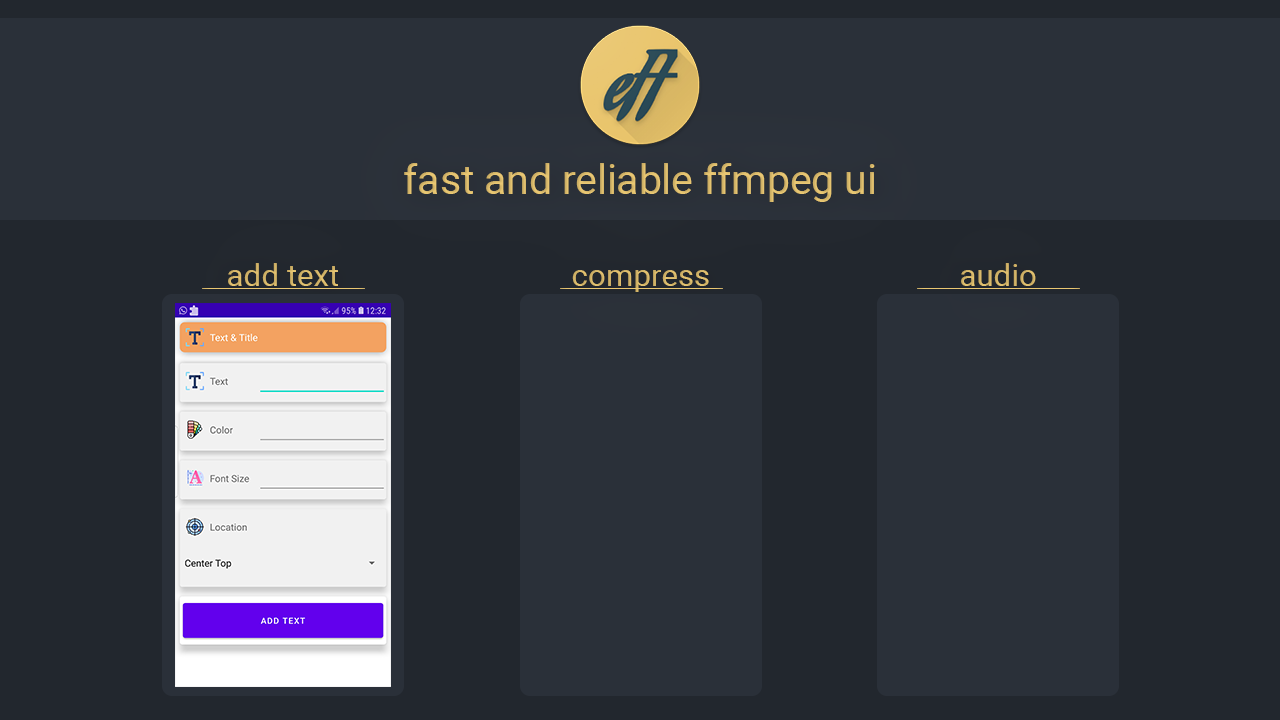 eff
fast and reliable ffmpeg ui
add text
compress
audio
95% 12:32
Text & Title
Text
Color
Font Size
Location
Center Top
ADD TEXT